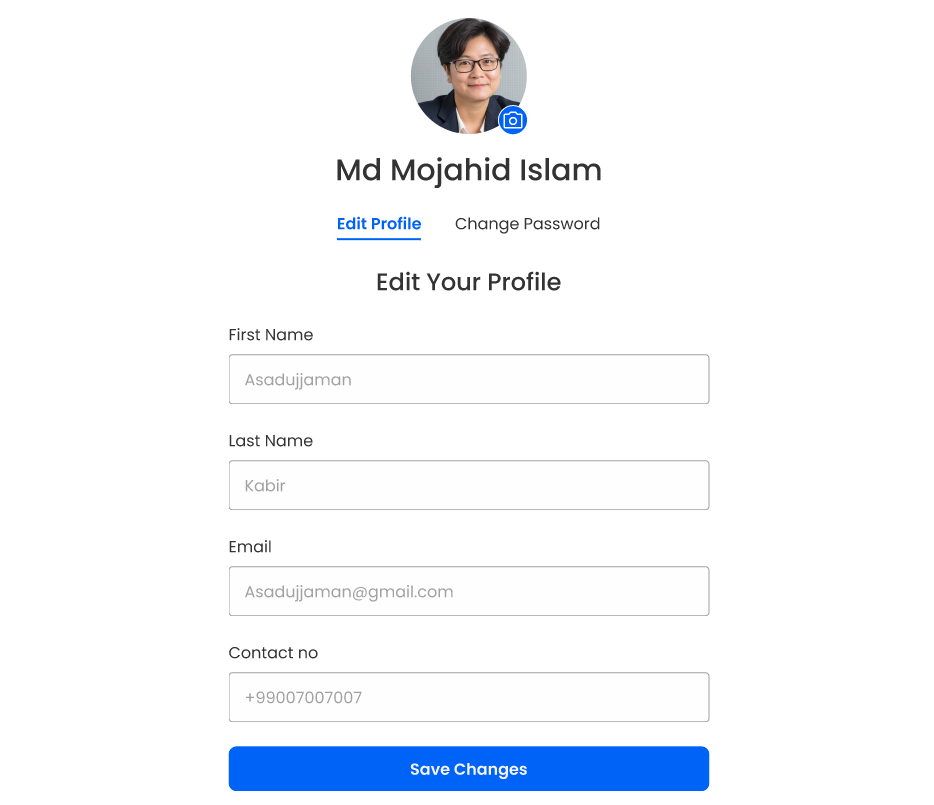 Md Mojahid Islam
Edit Profile Change Password
Edit Your Profile
First Name
Asadujjaman
Last Name
Kabir
Email
Asadujjaman@gmail.com
Contact no
+99007007007
Save Changes